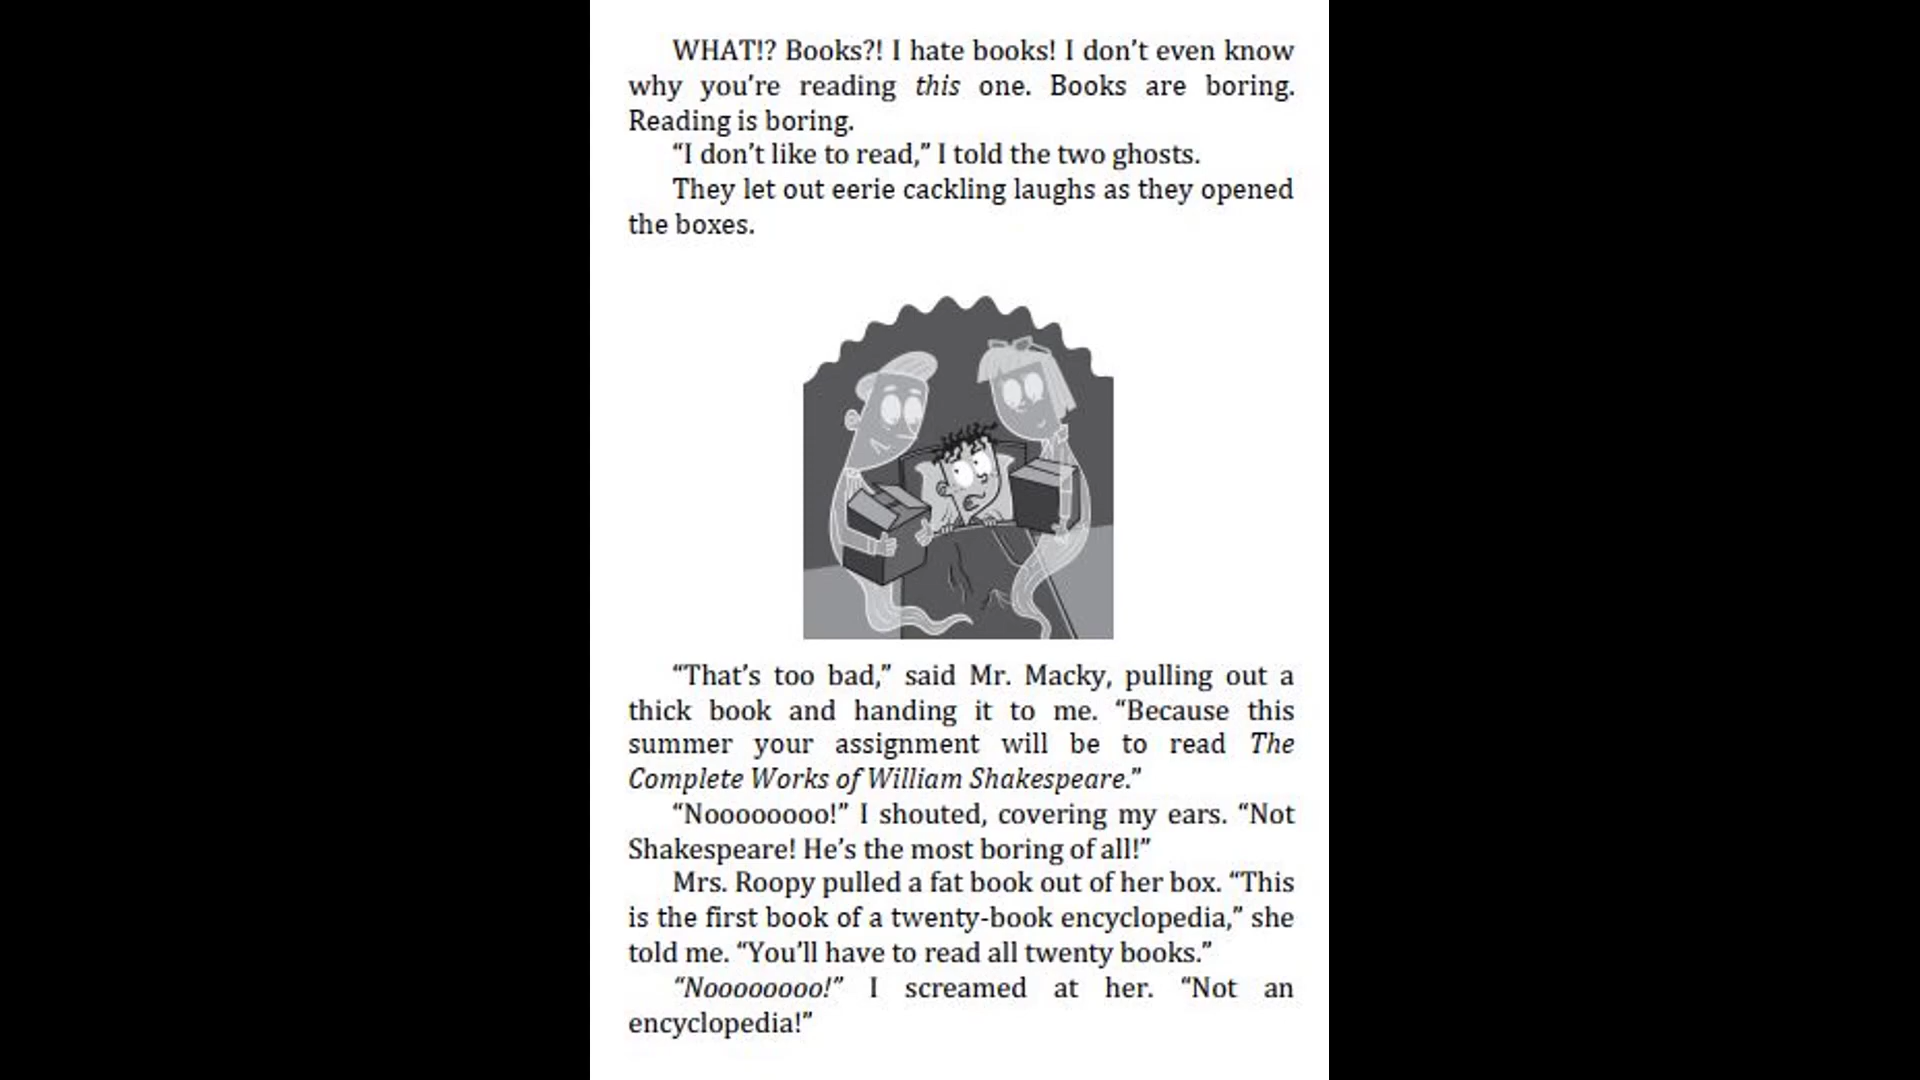 WHAT!? Books?! I hate books! I don’t even know
why you’re reading this one. Books are boring.
Reading is boring.
“I don’t like to read,” I told the two ghosts.
They let out eerie cackling laughs as they opened
the boxes.
“That’s too bad,” said Mr. Macky, pulling out a
thick book and handing it to me. “Because this
summer your assignment will be to read The
Complete Works of William Shakespeare.”
“Noooooooo!” I shouted, covering my ears. “Not
Shakespeare! He’s the most boring of all!”
Mrs. Roopy pulled a fat book out of her box. “This
is the first book of a twenty-book encyclopedia,” she
told me. “You’ll have to read all twenty books.”
“Noooooooo!” I screamed at her. “Not an
encyclopedia!”